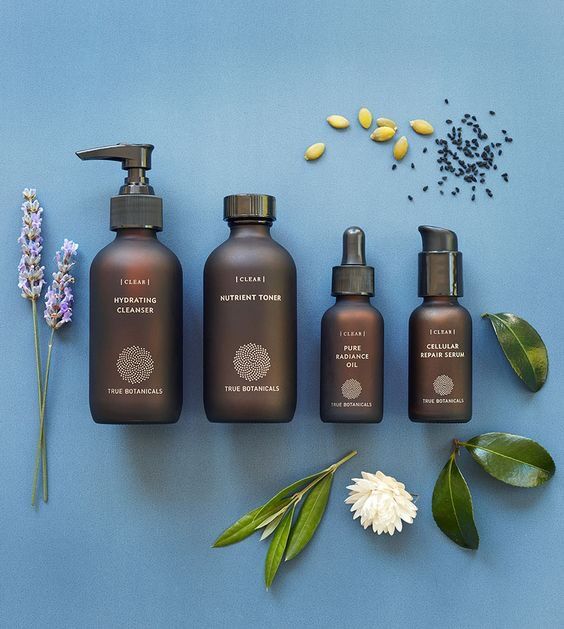 | CLEAR |
HYDRATING
CLEANSER
TRUE BOTANICALS
| CLEAR |
NUTRIENT TONER
TRUE BOTANICALS
| CLEAR |
PURE
RADIANCE
OIL
TRUE BOTANICALS
| CLEAR |
CELLULAR
REPAIR SERUM
TRUE BOTANICALS